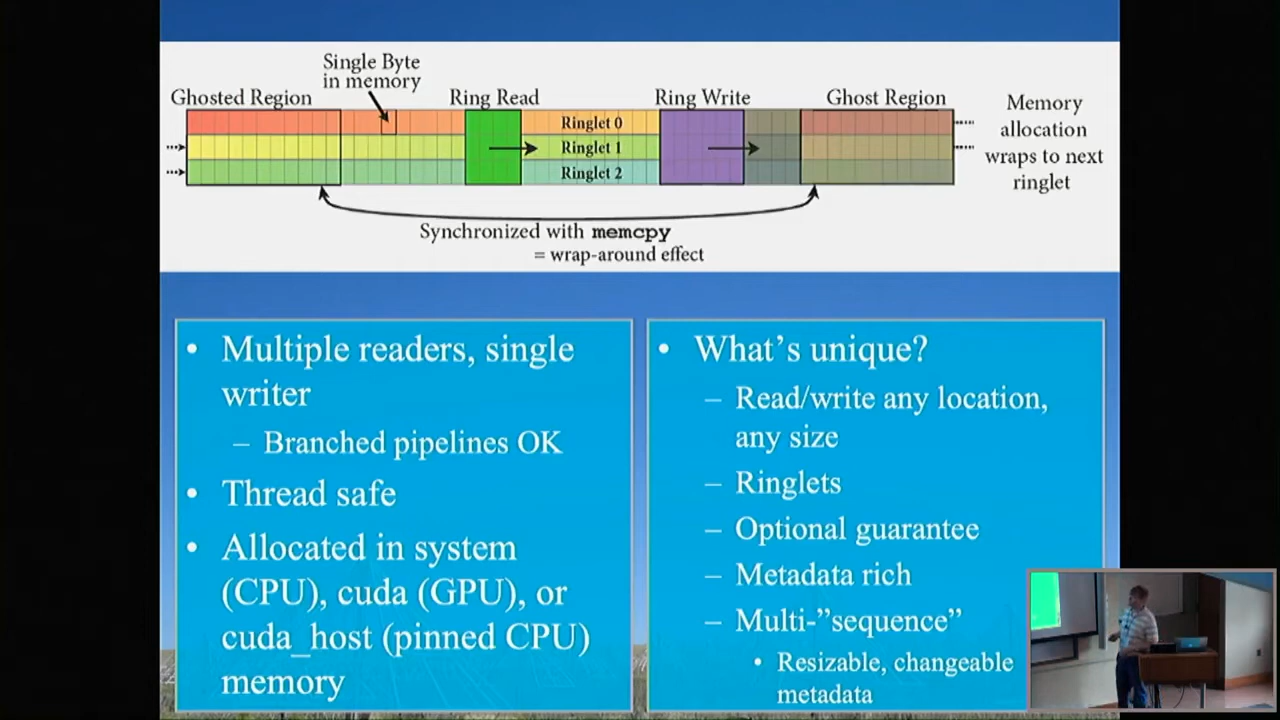 Single Byte
in memory
Ghosted Region
Ring Read
Ring Write
Ghost Region
Ringlet 0
Ringlet 1
Ringlet 2
Memory
allocation
wraps to next
ringlet
Synchronized with memcpy
= wrap-around effect
• Multiple readers, single
writer
– Branched pipelines OK
• Thread safe
• Allocated in system
(CPU), cuda (GPU), or
cuda_host (pinned CPU)
memory
• What's unique?
– Read/write any location,
any size
– Ringlets
– Optional guarantee
– Metadata rich
– Multi-"sequence"
• Resizable, changeable
metadata